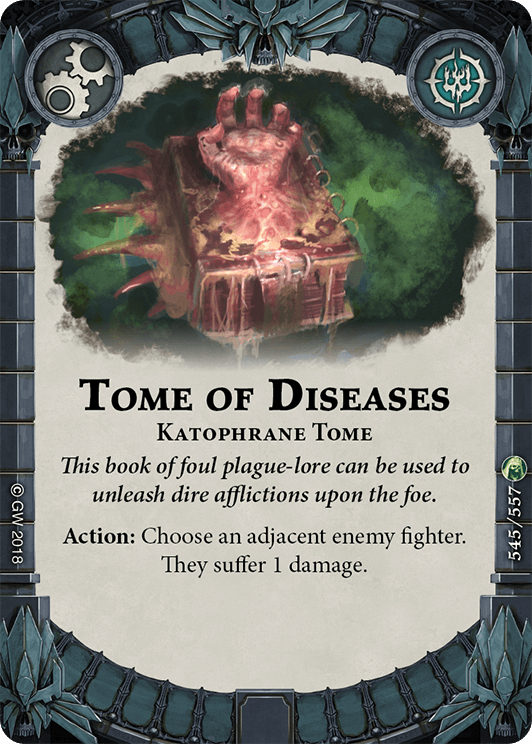 Tome of Diseases
Katophrane Tome
This book of foul plague-lore can be used to
unleash dire afflictions upon the foe.
Action: Choose an adjacent enemy fighter.
They suffer 1 damage.
© GW 2018
545/557